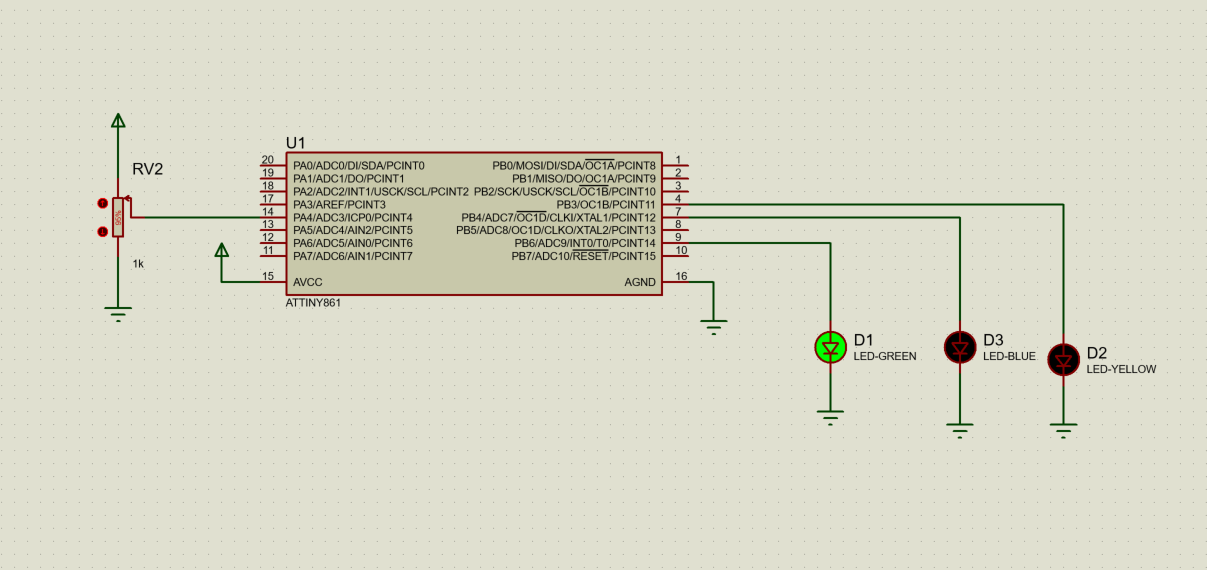 RV2
95%
1k
U1
20 PA0/ADC0/DI/SDA/PCINT0 PB0/MOSI/DI/SDA/OC1A/PCINT8 1
19 PA1/ADC1/DO/PCINT1 PB1/MISO/DO/OC1A/PCINT9 2
18 PA2/ADC2/INT1/USCK/SCL/PCINT2 PB2/SCK/USCK/SCL/OC1B/PCINT10 3
17 PA3/AREF/PCINT3 PB3/OC1B/PCINT11 4
14 PA4/ADC3/ICP0/PCINT4 PB4/ADC7/OC1D/CLKI/XTAL1/PCINT12 7
13 PA5/ADC4/AIN2/PCINT5 PB5/ADC8/OC1D/CLKO/XTAL2/PCINT13 8
12 PA6/ADC5/AIN0/PCINT6 PB6/ADC9/INT0/T0/PCINT14 9
11 PA7/ADC6/AIN1/PCINT7 PB7/ADC10/RESET/PCINT15 10
15 AVCC AGND 16
ATTINY861
D1
LED-GREEN
D3
LED-BLUE
D2
LED-YELLOW